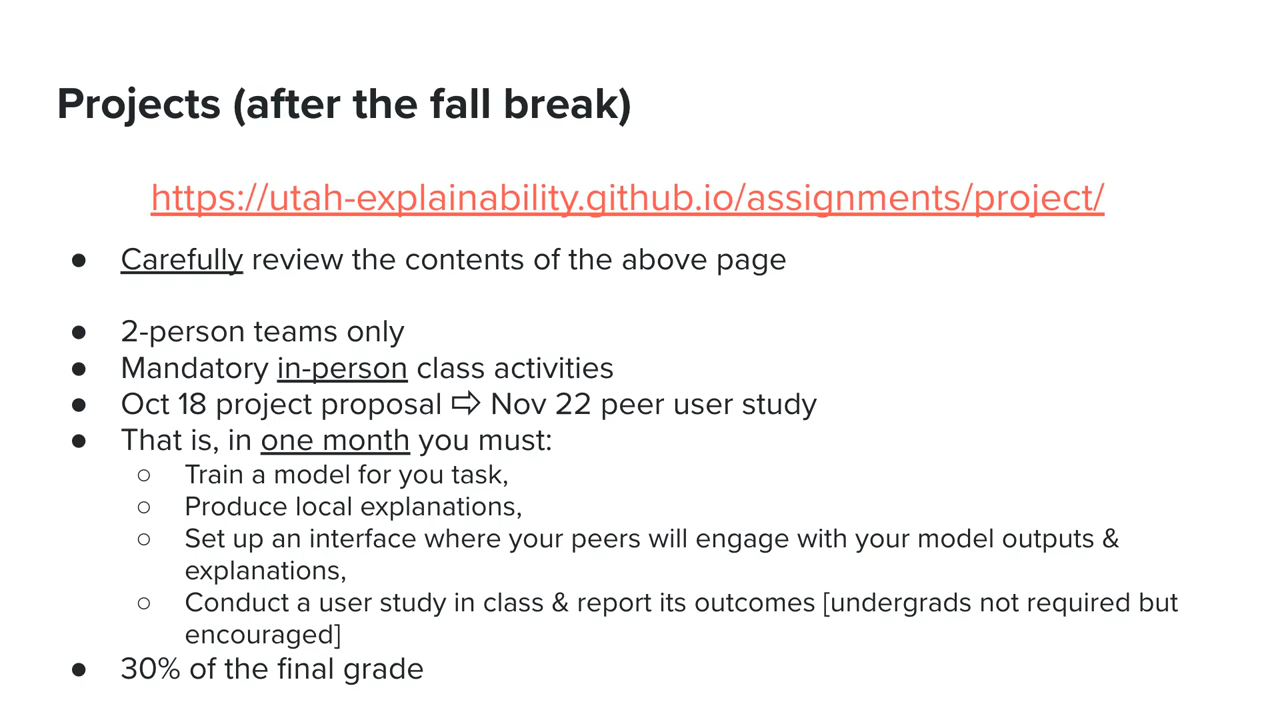 Projects (after the fall break)
https://utah-explainability.github.io/assignments/project/
● Carefully review the contents of the above page
● 2-person teams only
● Mandatory in-person class activities
● Oct 18 project proposal ⇨ Nov 22 peer user study
● That is, in one month you must:
○ Train a model for you task,
○ Produce local explanations,
○ Set up an interface where your peers will engage with your model outputs &
explanations,
○ Conduct a user study in class & report its outcomes [undergrads not required but
encouraged]
● 30% of the final grade